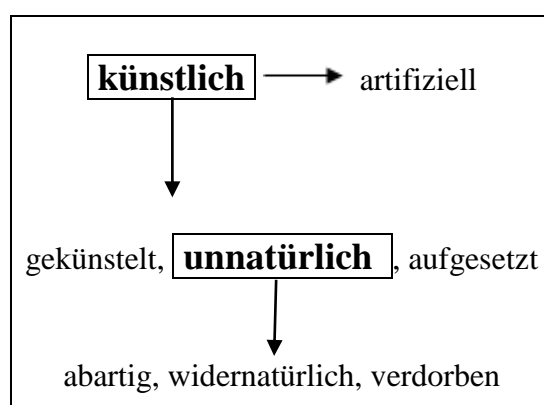 künstlich artifiziell
gekünstelt, unnatürlich , aufgesetzt
abartig, widernatürlich, verdorben